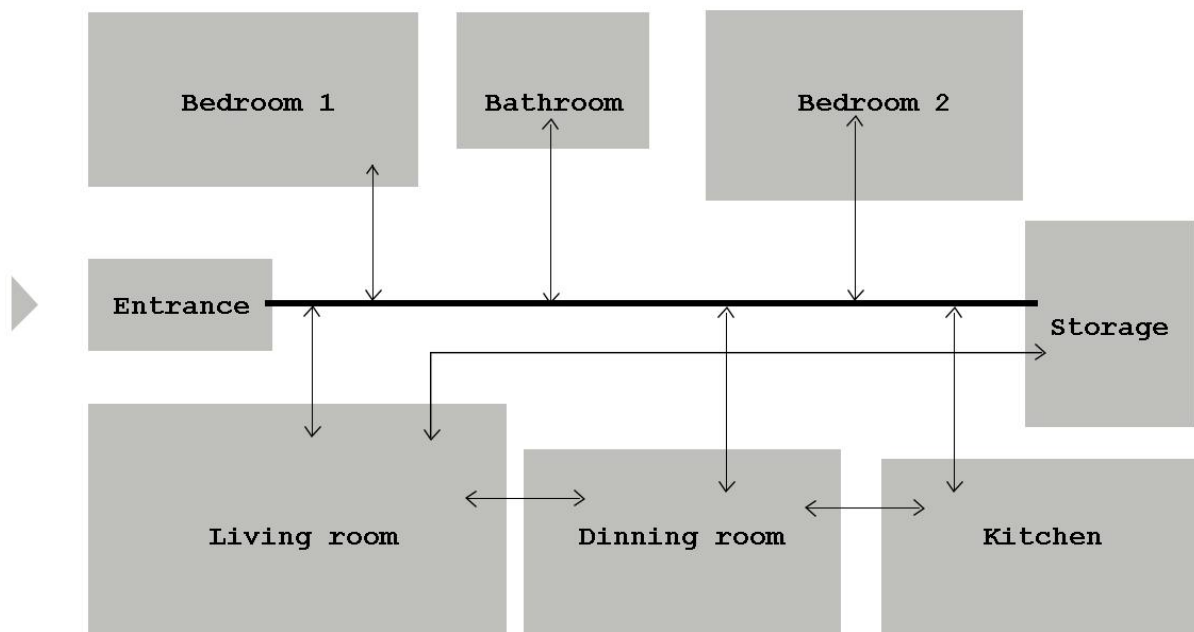 Bedroom 1
Bathroom
Bedroom 2
Entrance
Storage
Living room
Dinning room
Kitchen